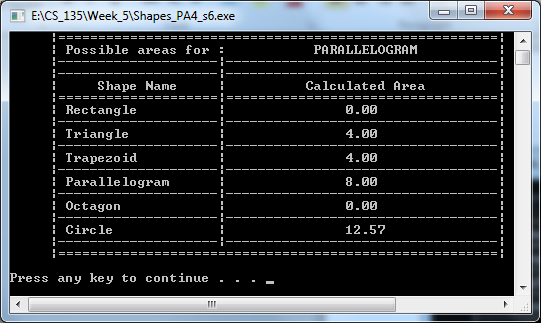 E:\CS_135\Week_5\Shapes_PA4_s6.exe
Possible areas for : PARALLELOGRAM
Shape Name Calculated Area
Rectangle 0.00
Triangle 4.00
Trapezoid 4.00
Parallelogram 8.00
Octagon 0.00
Circle 12.57
Press any key to continue . . . _